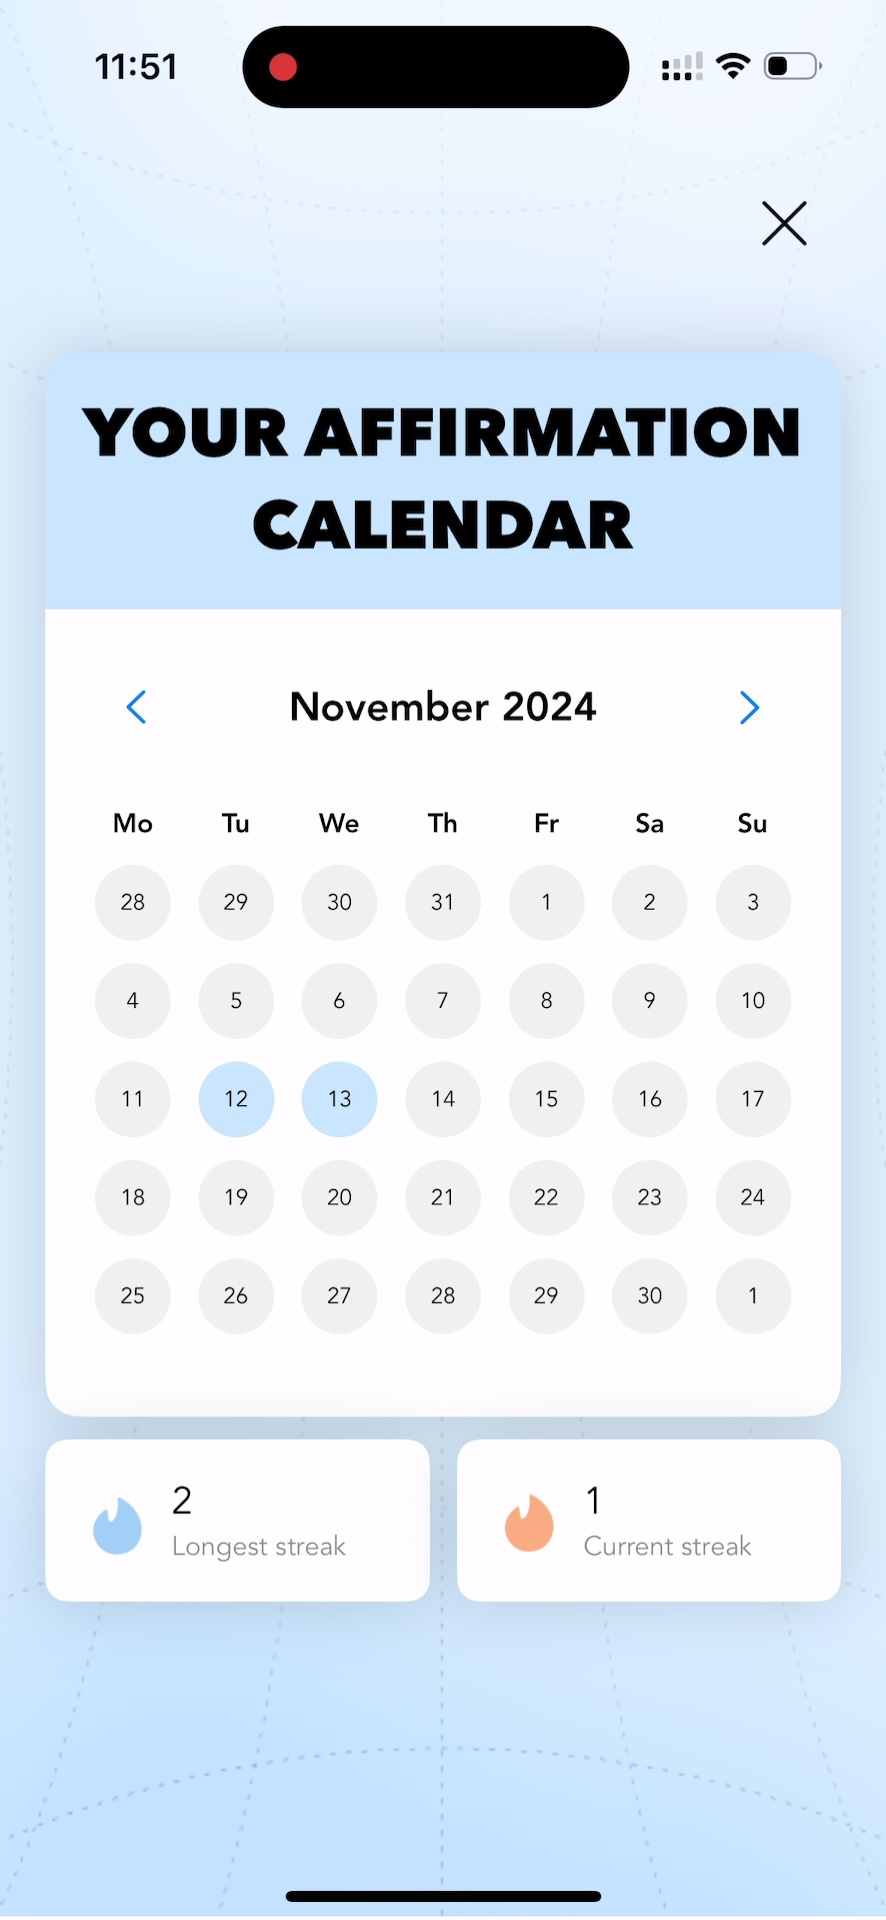 11:51
YOUR AFFIRMATION
CALENDAR
November 2024
Mo Tu We Th Fr Sa Su
28 29 30 31 1 2 3
4 5 6 7 8 9 10
11 12 13 14 15 16 17
18 19 20 21 22 23 24
25 26 27 28 29 30 1
2
Longest streak
1
Current streak